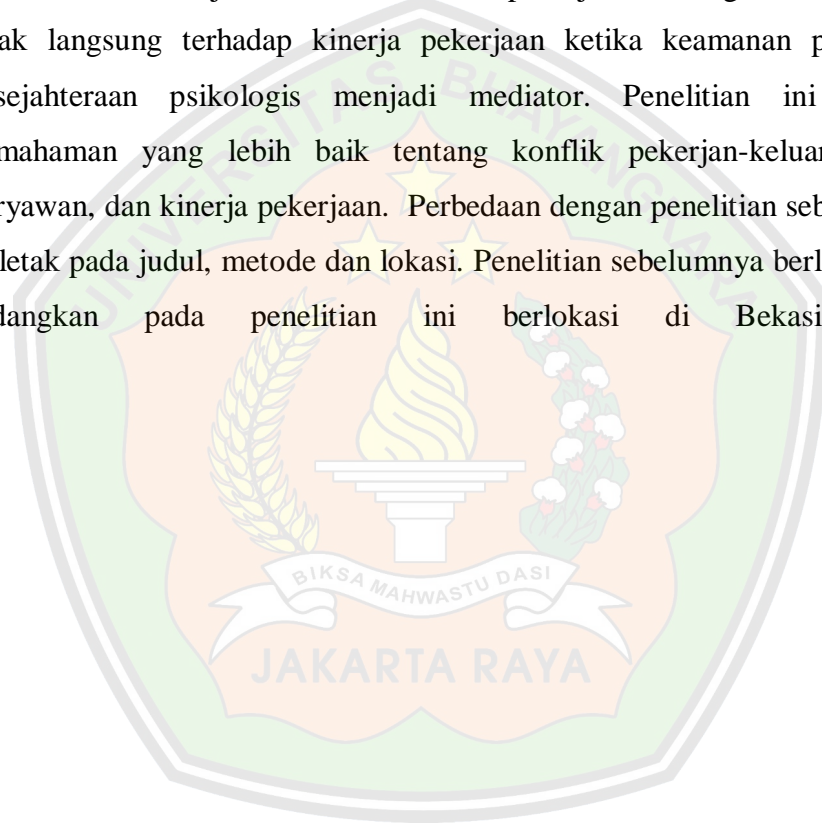 ak langsung terhadap kinerja pekerjaan ketika keamanan p
sejahteraan psikologis menjadi mediator. Penelitian ini
mahaman yang lebih baik tentang konflik pekerjan-keluar
ryawan, dan kinerja pekerjaan. Perbedaan dengan penelitian seb
letak pada judul, metode dan lokasi. Penelitian sebelumnya berl
dangkan pada penelitian ini berlokasi di Bekasi
UNIVERSITAS BHAYANGKARA
BIKSA MAHWASTU DASI
JAKARTA RAYA